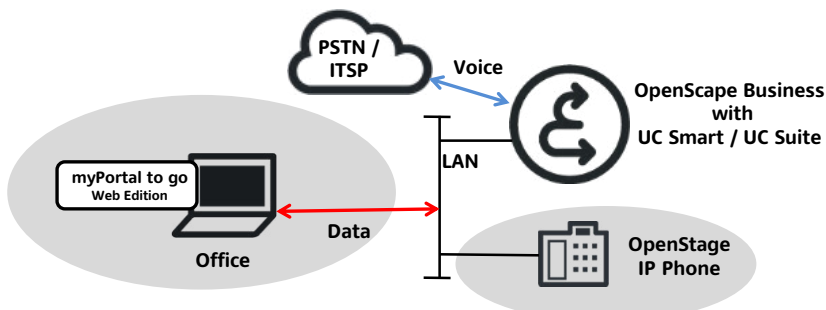 PSTN /
ITSP
Voice
OpenScape Business
with
UC Smart / UC Suite
LAN
myPortal to go
Web Edition
Data
Office
OpenStage
IP Phone